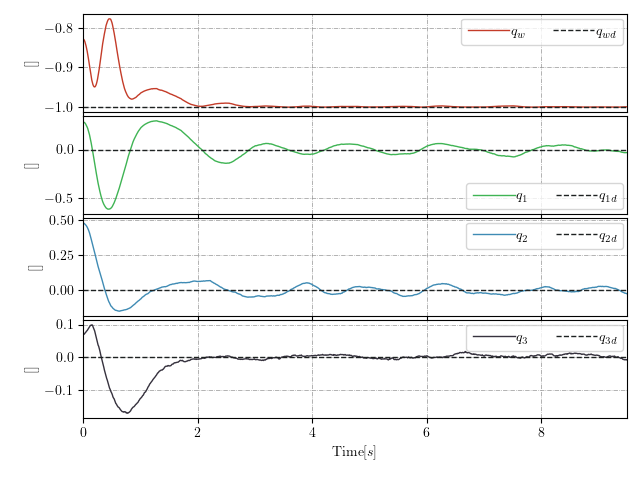 −0.8
−0.9
−1.0
[]
q_w
q_wd
0.0
−0.5
[]
q_1
q_1d
0.50
0.25
0.00
[]
q_2
q_2d
0.1
0.0
−0.1
[]
q_3
q_3d
0 2 4 6 8
Time[s]